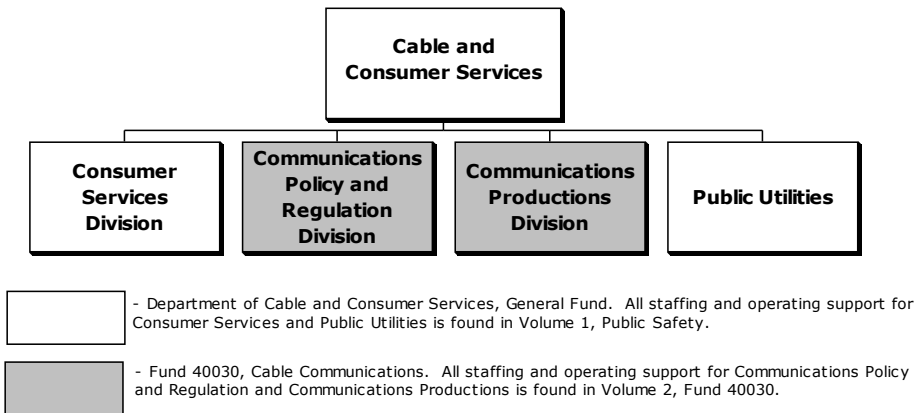 Cable and
Consumer Services
Consumer
Services
Division
Communications
Policy and
Regulation
Division
Communications
Productions
Division
Public Utilities
- Department of Cable and Consumer Services, General Fund. All staffing and operating support for
Consumer Services and Public Utilities is found in Volume 1, Public Safety.
- Fund 40030, Cable Communications. All staffing and operating support for Communications Policy
and Regulation and Communications Productions is found in Volume 2, Fund 40030.